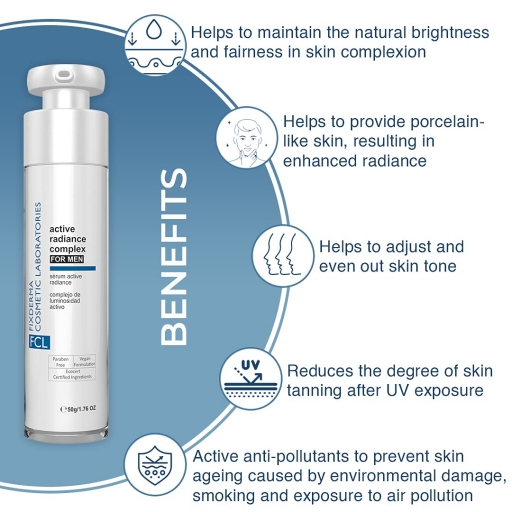 Helps to maintain the natural brightness
and fairness in skin complexion
Helps to provide porcelain-
like skin, resulting in
enhanced radiance
Helps to adjust and
even out skin tone
UV
Reduces the degree of skin
tanning after UV exposure
Active anti-pollutants to prevent skin
ageing caused by environmental damage,
smoking and exposure to air pollution
BENEFITS
FIXDERMA
COSMETIC LABORATORIES
FCL
active
radiance
complex
FOR MEN
sérum active
radiance
complejo de
luminosidad
activo
Paraben
Free
Vegan
Formulation
Ecocert
Certified Ingredients
50g/1.76 OZ